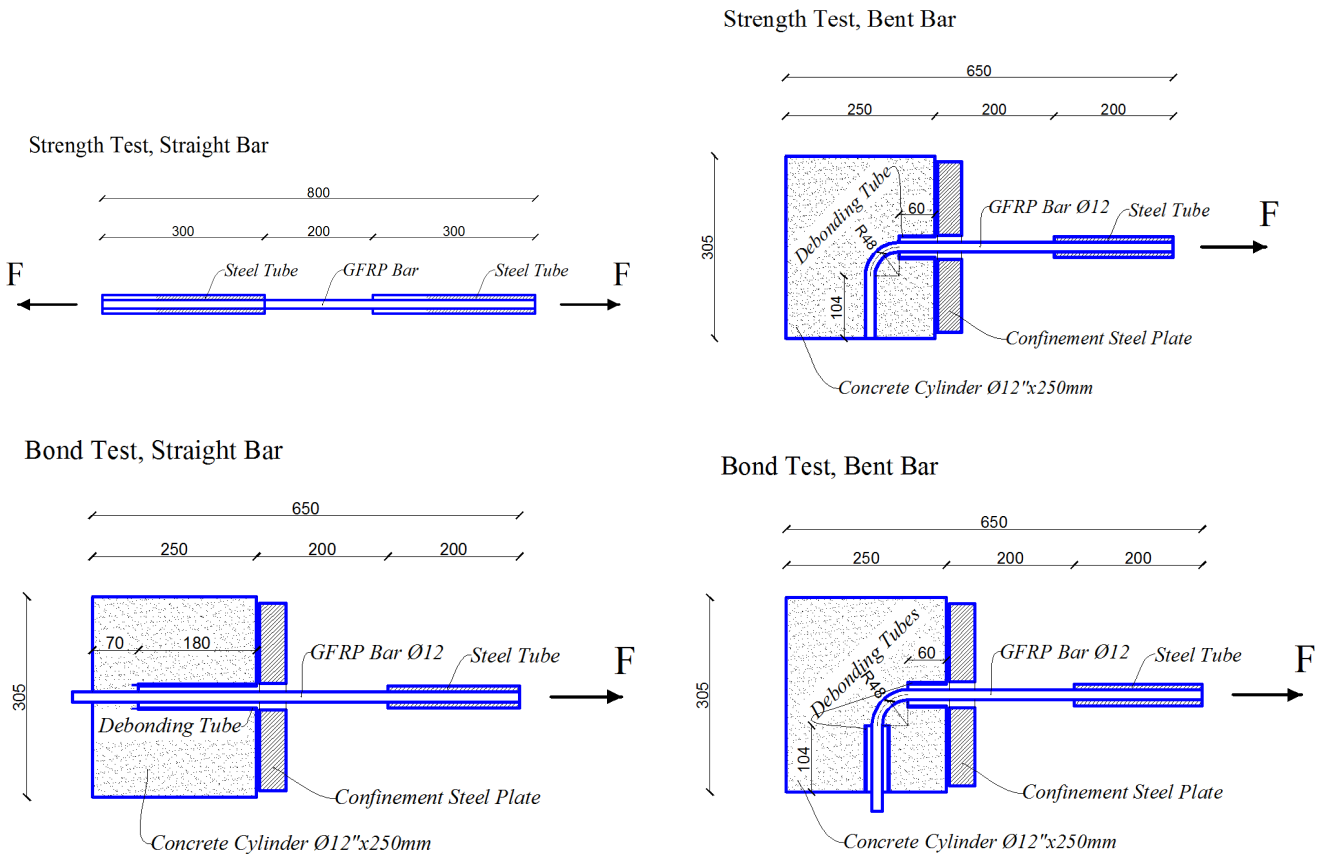 Strength Test, Straight Bar
800
300
200
300
Steel Tube
GFRP Bar
Steel Tube
F
F
Strength Test, Bent Bar
650
250
200
200
305
Debonding Tube
60
R48
104
GFRP Bar Ø12
Steel Tube
F
Confinement Steel Plate
Concrete Cylinder Ø12"x250mm
Bond Test, Straight Bar
650
250
200
200
305
70
180
GFRP Bar Ø12
Steel Tube
F
Debonding Tube
Confinement Steel Plate
Concrete Cylinder Ø12"x250mm
Bond Test, Bent Bar
650
250
200
200
305
Debonding Tubes
60
R48
104
GFRP Bar Ø12
Steel Tube
F
Confinement Steel Plate
Concrete Cylinder Ø12"x250mm